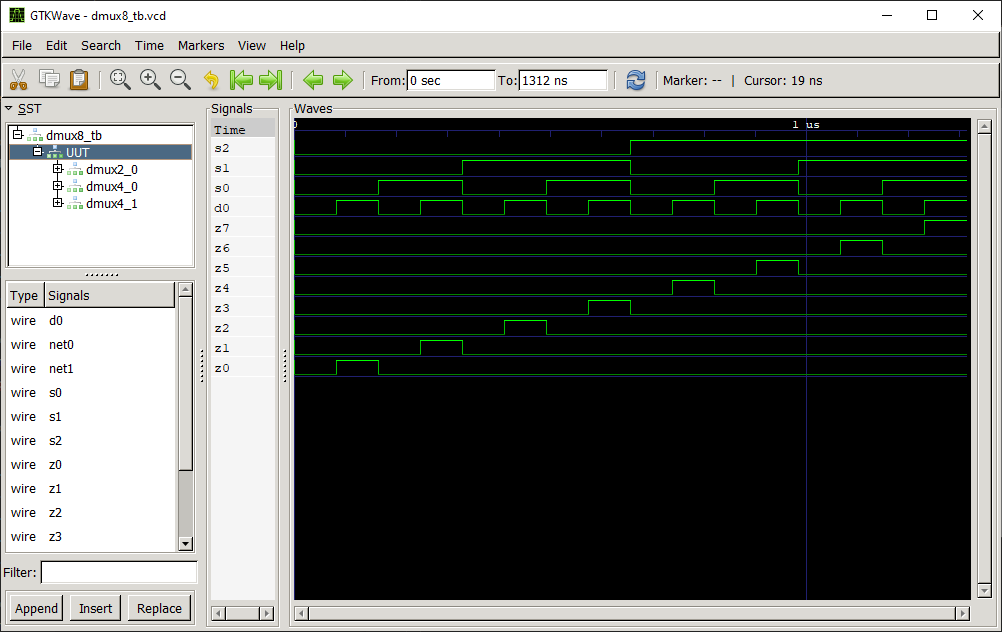 GTKWave - dmux8_tb.vcd
File Edit Search Time Markers View Help
From: 0 sec To: 1312 ns Marker: -- | Cursor: 19 ns
SST
dmux8_tb
UUT
dmux2_0
dmux4_0
dmux4_1
Type Signals
wire d0
wire net0
wire net1
wire s0
wire s1
wire s2
wire z0
wire z1
wire z2
wire z3
Filter:
Append Insert Replace
Signals
Time
s2
s1
s0
d0
z7
z6
z5
z4
z3
z2
z1
z0
Waves
0 1 us